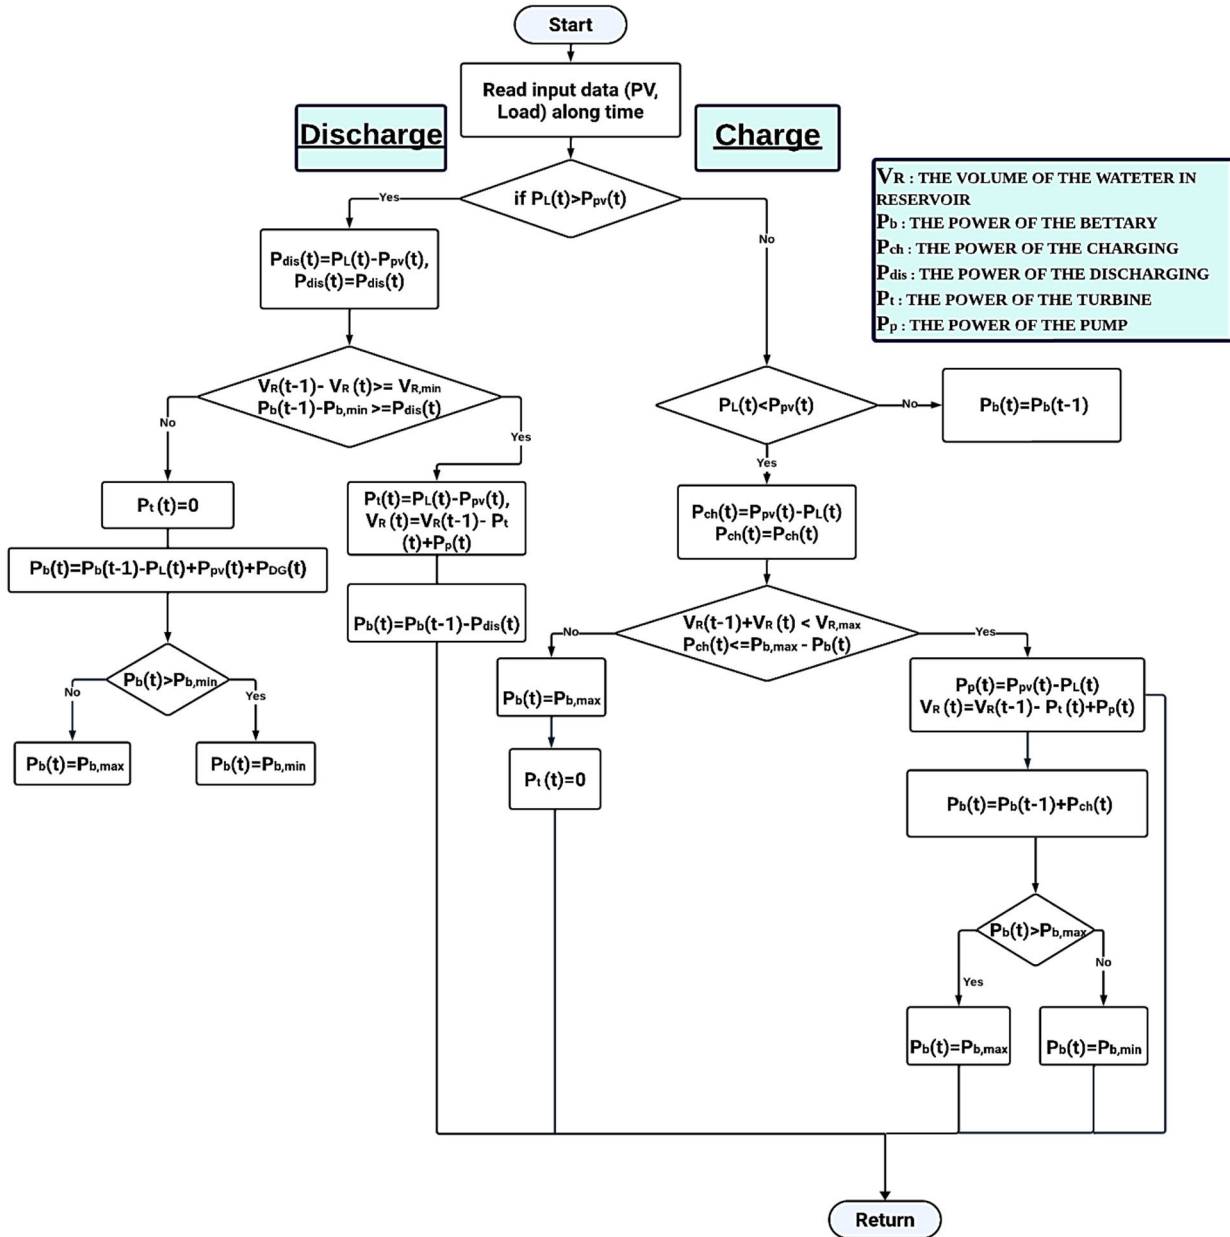 Start
Read input data (PV,
Load) along time
Discharge
Charge
if PL(t)>Ppv(t)
Yes
No
VR : THE VOLUME OF THE WATETER IN
RESERVOIR
Pb : THE POWER OF THE BETTARY
Pch : THE POWER OF THE CHARGING
Pdis : THE POWER OF THE DISCHARGING
Pt : THE POWER OF THE TURBINE
Pp : THE POWER OF THE PUMP
Pdis(t)=PL(t)-Ppv(t),
Pdis(t)=Pdis(t)
VR(t-1)- VR (t)>= VR,min
Pb(t-1)-Pb,min >=Pdis(t)
No
Yes
PL(t)<Ppv(t)
No
Pb(t)=Pb(t-1)
Yes
Pt (t)=0
Pt(t)=PL(t)-Ppv(t),
VR (t)=VR(t-1)- Pt
(t)+Pp(t)
Pch(t)=Ppv(t)-PL(t)
Pch(t)=Pch(t)
Pb(t)=Pb(t-1)-PL(t)+Ppv(t)+PDG(t)
Pb(t)=Pb(t-1)-Pdis(t)
VR(t-1)+VR (t) < VR,max
Pch(t)<=Pb,max - Pb(t)
No
Yes
Pb(t)>Pb,min
No
Yes
Pb(t)=Pb,max
Pb(t)=Pb,min
Pb(t)=Pb,max
Pt (t)=0
Pp(t)=Ppv(t)-PL(t)
VR (t)=VR(t-1)- Pt (t)+Pp(t)
Pb(t)=Pb(t-1)+Pch(t)
Pb(t)>Pb,max
Yes
No
Pb(t)=Pb,max
Pb(t)=Pb,min
Return